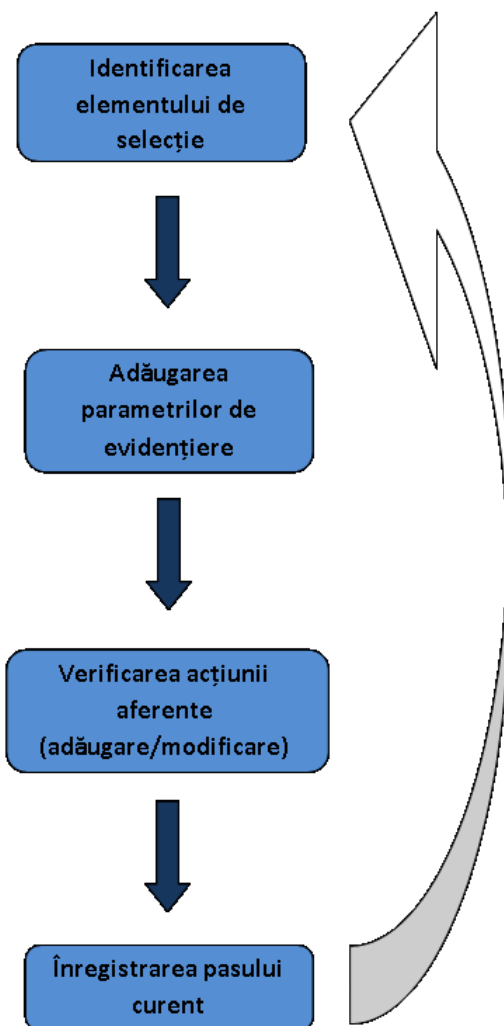 Identificarea
elementului de
selecție
Adăugarea
parametrilor de
evidențiere
Verificarea acțiunii
aferente
(adăugare/modificare)
Înregistrarea pasului
curent